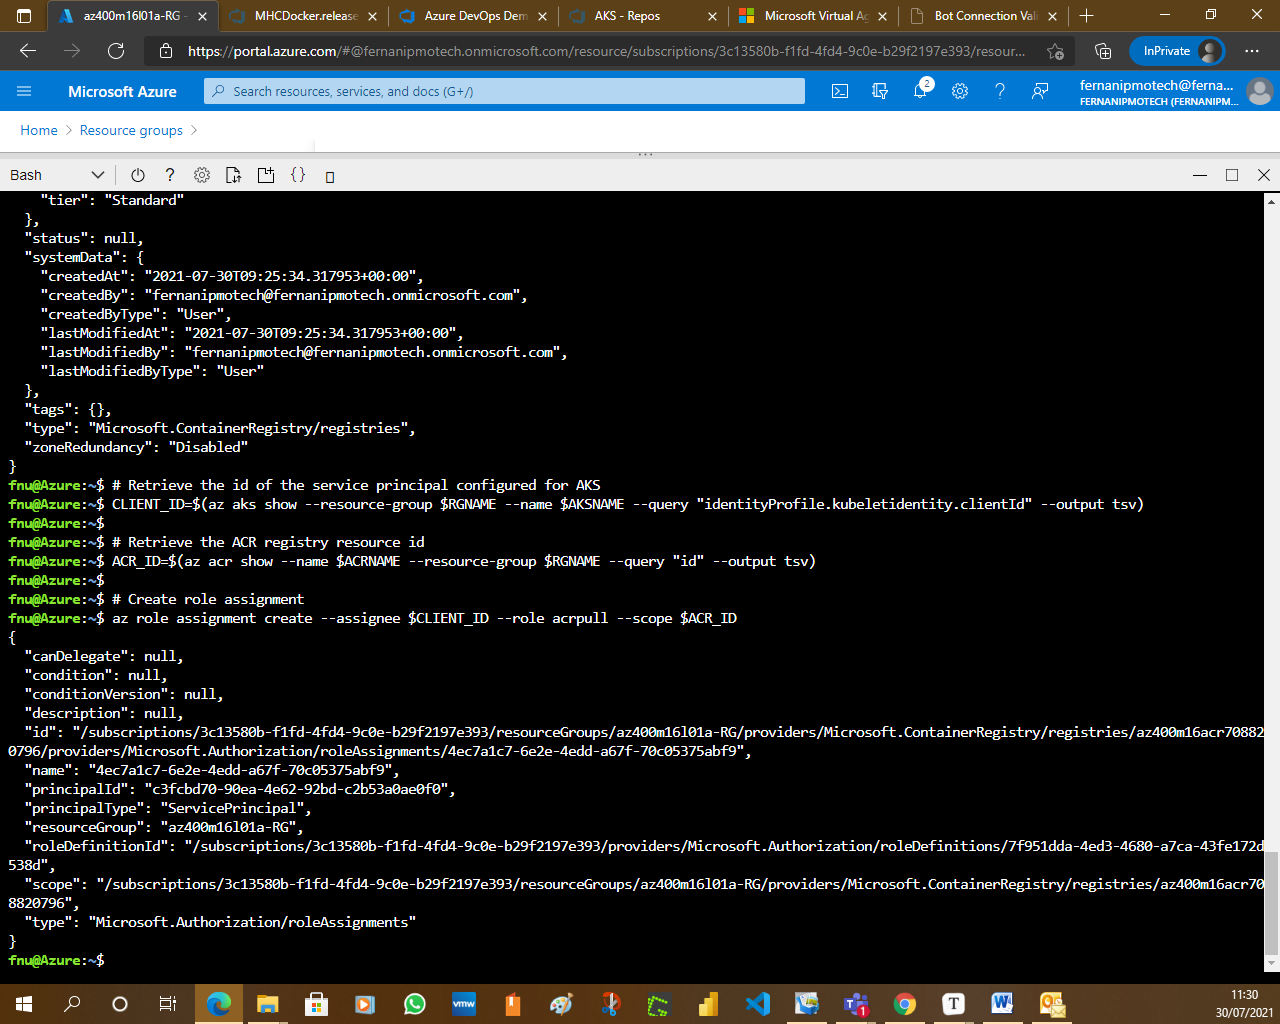 az400m16l01a-RG -
MHCDocker.release
Azure DevOps Dem
AKS - Repos
Microsoft Virtual Ag
Bot Connection Vali
https://portal.azure.com/#@fernanipmotech.onmicrosoft.com/resource/subscriptions/3c13580b-f1fd-4fd4-9c0e-b29f2197e393/resour...
InPrivate
Microsoft Azure
Search resources, services, and docs (G+/)
2
fernanipmotech@ferna...
FERNANIPMOTECH (FERNANIPM...
Home > Resource groups >
Bash
"tier": "Standard"
},
"status": null,
"systemData": {
"createdAt": "2021-07-30T09:25:34.317953+00:00",
"createdBy": "fernanipmotech@fernanipmotech.onmicrosoft.com",
"createdByType": "User",
"lastModifiedAt": "2021-07-30T09:25:34.317953+00:00",
"lastModifiedBy": "fernanipmotech@fernanipmotech.onmicrosoft.com",
"lastModifiedByType": "User"
},
"tags": {},
"type": "Microsoft.ContainerRegistry/registries",
"zoneRedundancy": "Disabled"
}
fnu@Azure:~$ # Retrieve the id of the service principal configured for AKS
fnu@Azure:~$ CLIENT_ID=$(az aks show --resource-group $RGNAME --name $AKSNAME --query "identityProfile.kubeletidentity.clientId" --output tsv)
fnu@Azure:~$
fnu@Azure:~$ # Retrieve the ACR registry resource id
fnu@Azure:~$ ACR_ID=$(az acr show --name $ACRNAME --resource-group $RGNAME --query "id" --output tsv)
fnu@Azure:~$
fnu@Azure:~$ # Create role assignment
fnu@Azure:~$ az role assignment create --assignee $CLIENT_ID --role acrpull --scope $ACR_ID
{
"canDelegate": null,
"condition": null,
"conditionVersion": null,
"description": null,
"id": "/subscriptions/3c13580b-f1fd-4fd4-9c0e-b29f2197e393/resourceGroups/az400m16l01a-RG/providers/Microsoft.ContainerRegistry/registries/az400m16acr70882
0796/providers/Microsoft.Authorization/roleAssignments/4ec7a1c7-6e2e-4edd-a67f-70c05375abf9",
"name": "4ec7a1c7-6e2e-4edd-a67f-70c05375abf9",
"principalId": "c3fcbd70-90ea-4e62-92bd-c2b53a0ae0f0",
"principalType": "ServicePrincipal",
"resourceGroup": "az400m16l01a-RG",
"roleDefinitionId": "/subscriptions/3c13580b-f1fd-4fd4-9c0e-b29f2197e393/providers/Microsoft.Authorization/roleDefinitions/7f951dda-4ed3-4680-a7ca-43fe172d
538d",
"scope": "/subscriptions/3c13580b-f1fd-4fd4-9c0e-b29f2197e393/resourceGroups/az400m16l01a-RG/providers/Microsoft.ContainerRegistry/registries/az400m16acr70
8820796",
"type": "Microsoft.Authorization/roleAssignments"
}
fnu@Azure:~$
vmw
1
T
11:30
30/07/2021